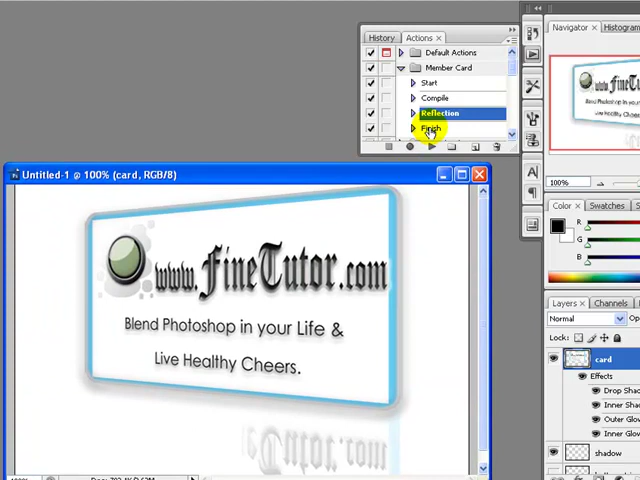 History
Actions
Default Actions
Member Card
Start
Compile
Reflection
Finish
Untitled-1 @ 100% (card, RGB/8)
www.FineTutor.com
Blend Photoshop in your Life &
Live Healthy Cheers.
Navigator
Histogram
100%
Color
Swatches
R
G
B
Layers
Channels
Normal
Lock:
card
Effects
Drop Shad
Inner Sha
Outer Glo
Inner Glo
shadow